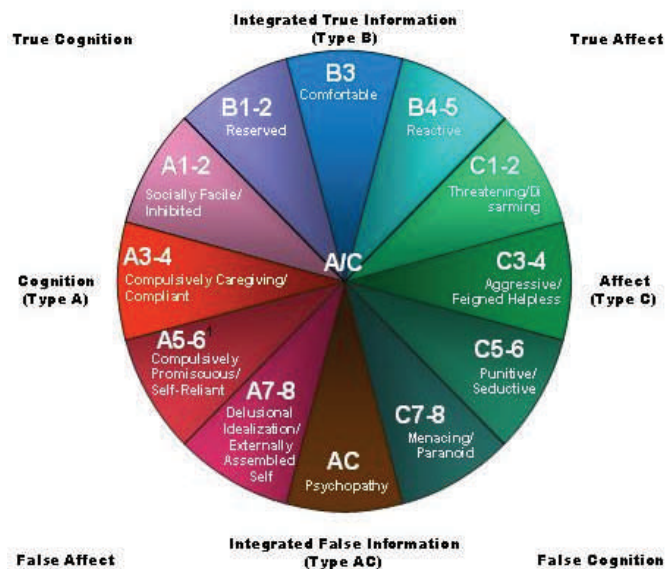 Integrated True Information
(Type B)
True Cognition
True Affect
B3
Comfortable
B1-2
Reserved
B4-5
Reactive
A1-2
Socially Facile/
Inhibited
C1-2
Threatening/Di
sarming
A/C
Cognition
(Type A)
A3-4
Compulsively Caregiving/
Compliant
C3-4
Aggressive/
Feigned Helpless
Affect
(Type C)
A5-6
Compulsively
Promiscuous/
Self-Reliant
C5-6
Punitive/
Seductive
A7-8
Delusional
Idealization/
Externally
Assembled
Self
C7-8
Menacing/
Paranoid
AC
Psychopathy
False Affect
Integrated False Information
(Type AC)
False Cognition